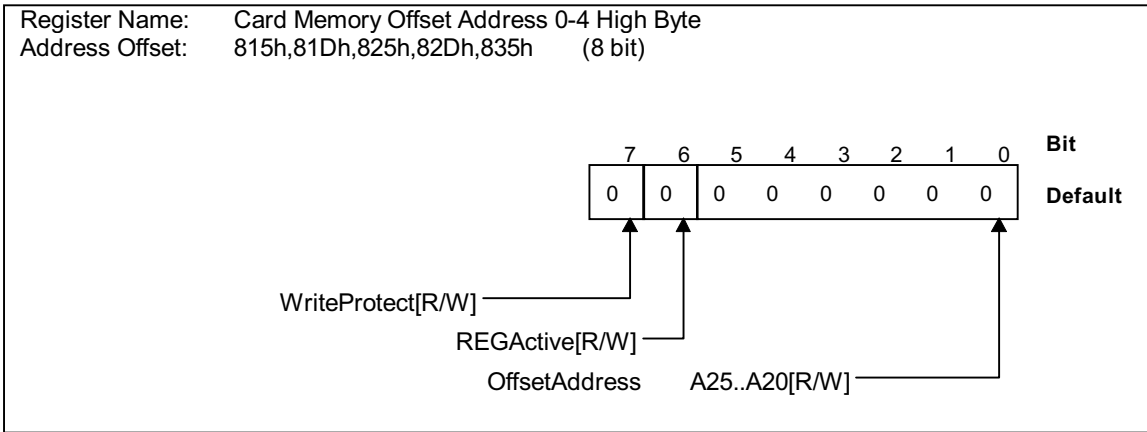 Register Name: Card Memory Offset Address 0-4 High Byte
Address Offset: 815h,81Dh,825h,82Dh,835h (8 bit)
7 6 5 4 3 2 1 0 Bit
0 0 0 0 0 0 0 0 Default
WriteProtect[R/W]
REGActive[R/W]
OffsetAddress A25..A20[R/W]